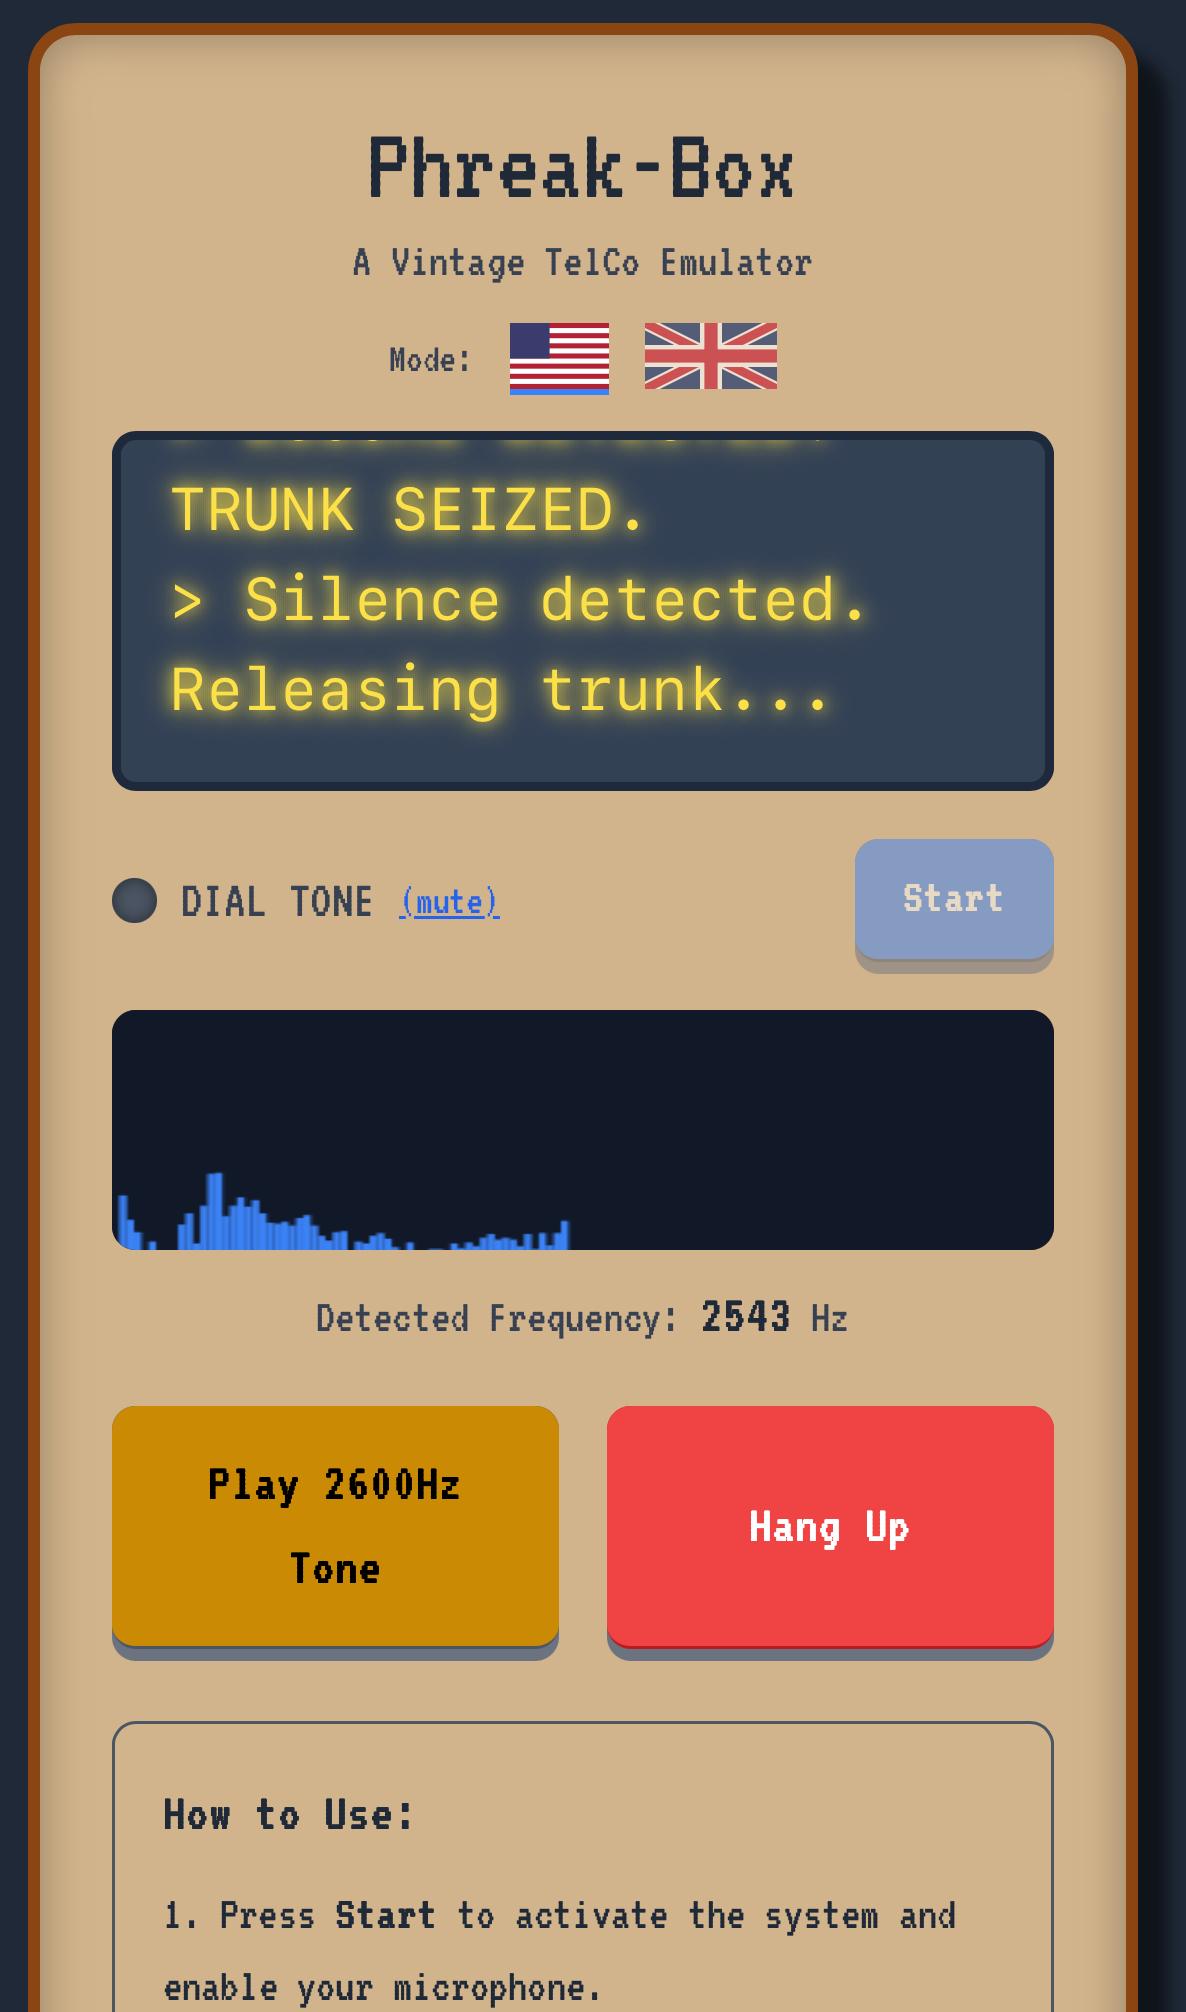 Phreak-Box
A Vintage TelCo Emulator
Mode:
TRUNK SEIZED.
> Silence detected.
Releasing trunk...
DIAL TONE (mute)
Start
Detected Frequency: 2543 Hz
Play 2600Hz
Tone
Hang Up
How to Use:
1. Press Start to activate the system and
enable your microphone.